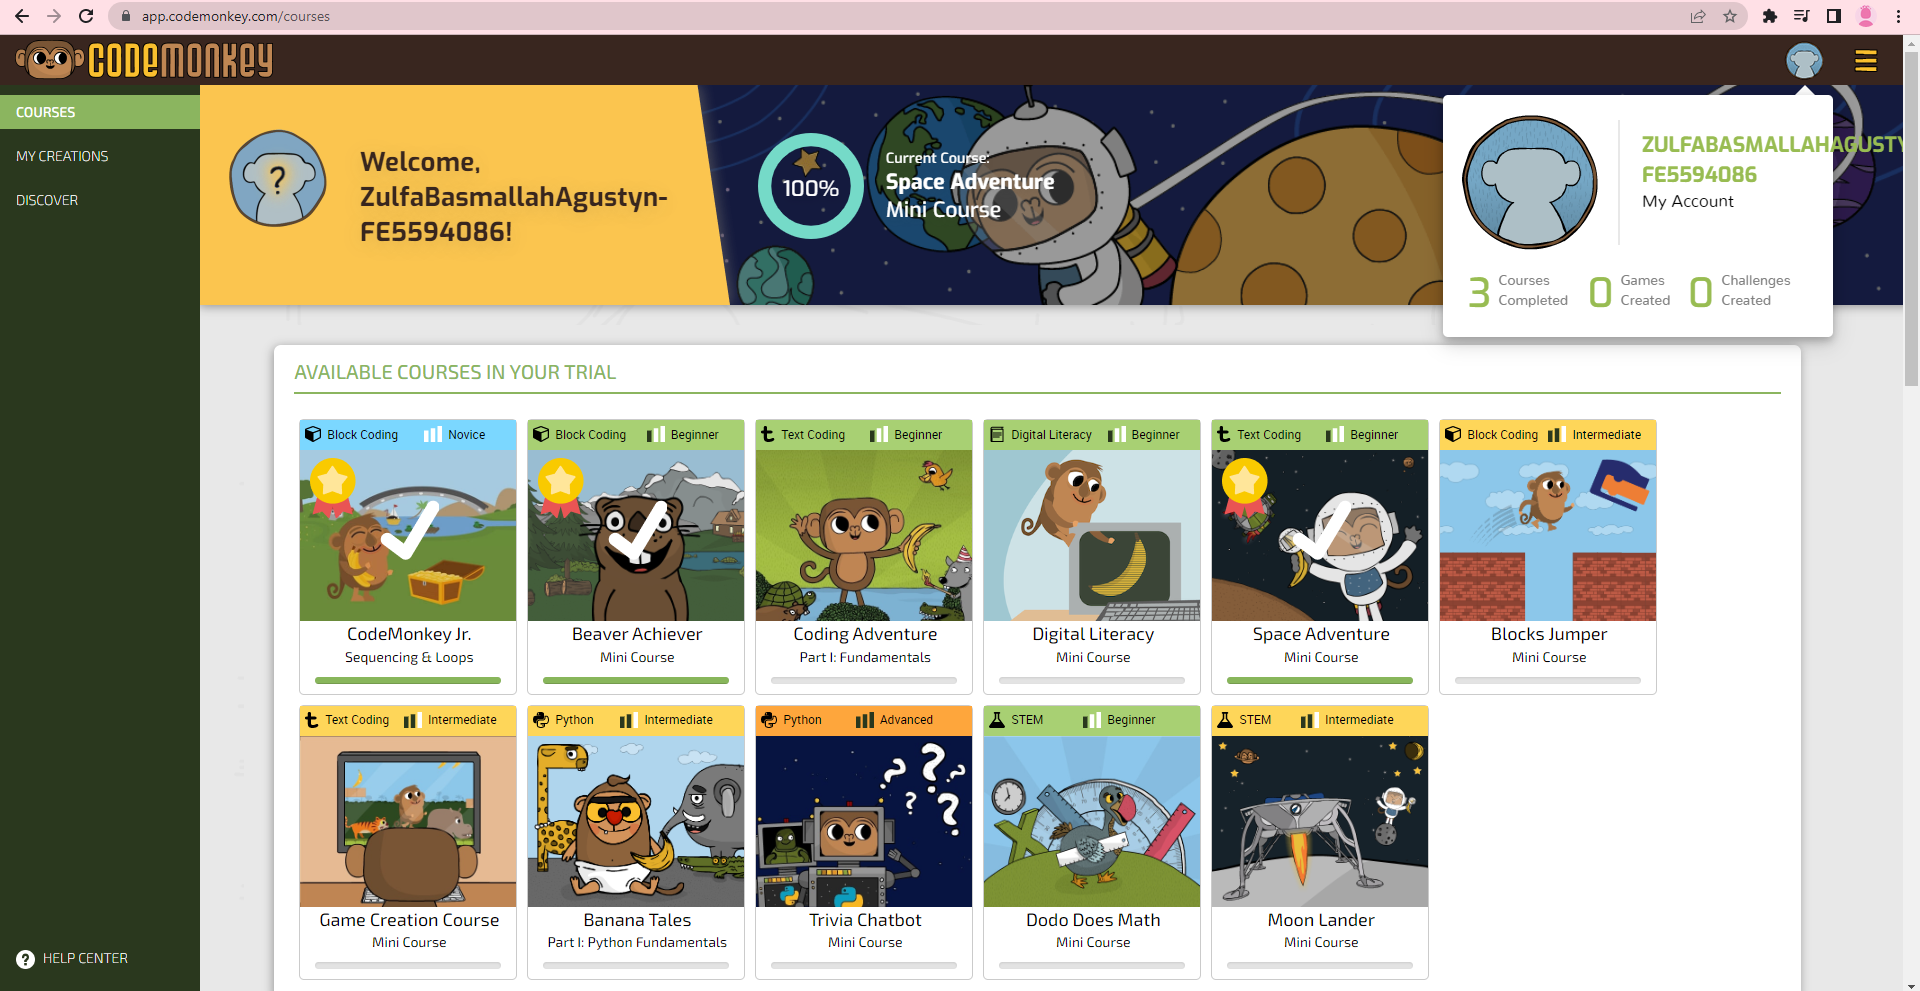 app.codemonkey.com/courses
CODEMONKEY
COURSES
MY CREATIONS
DISCOVER
HELP CENTER
?
Welcome,
ZulfaBasmallahAgustyn-
FE5594086!
100%
Current Course:
Space Adventure
Mini Course
ZULFABASMALLAHAGUSTY
FE5594086
My Account
3 Courses Completed
0 Games Created
0 Challenges Created
AVAILABLE COURSES IN YOUR TRIAL
Block Coding Novice
CodeMonkey Jr.
Sequencing & Loops
Block Coding Beginner
Beaver Achiever
Mini Course
Text Coding Beginner
Coding Adventure
Part I: Fundamentals
Digital Literacy Beginner
Digital Literacy
Mini Course
Text Coding Beginner
Space Adventure
Mini Course
Block Coding Intermediate
Blocks Jumper
Mini Course
Text Coding Intermediate
Game Creation Course
Mini Course
Python Intermediate
Banana Tales
Part I: Python Fundamentals
Python Advanced
? ? ? ? ?
Trivia Chatbot
Mini Course
STEM Beginner
Dodo Does Math
Mini Course
STEM Intermediate
Moon Lander
Mini Course